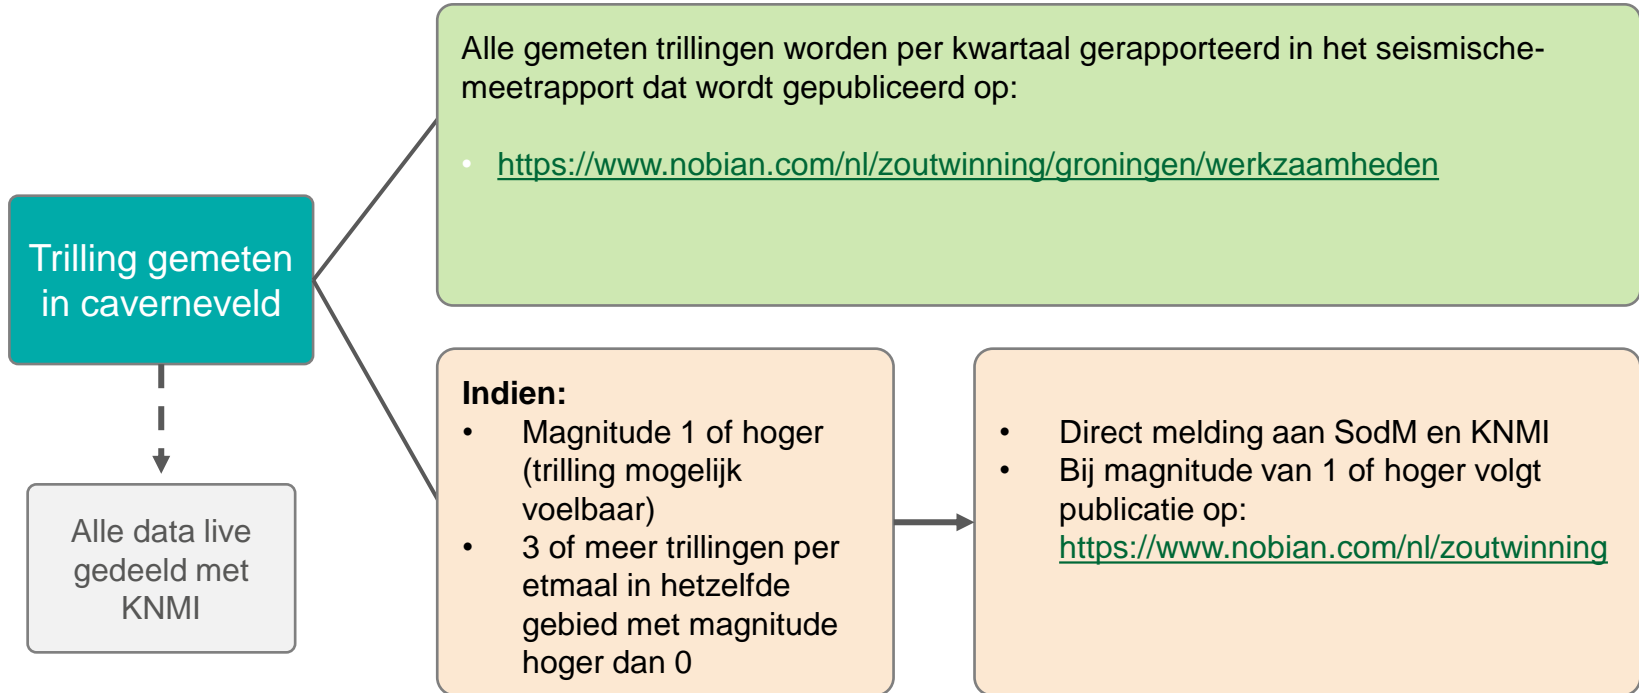 Alle gemeten trillingen worden per kwartaal gerapporteerd in het seismische-
meetrapport dat wordt gepubliceerd op:
• https://www.nobian.com/nl/zoutwinning/groningen/werkzaamheden
Trilling gemeten
in caverneveld
Alle data live
gedeeld met
KNMI
Indien:
• Magnitude 1 of hoger
(trilling mogelijk
voelbaar)
• 3 of meer trillingen per
etmaal in hetzelfde
gebied met magnitude
hoger dan 0
• Direct melding aan SodM en KNMI
• Bij magnitude van 1 of hoger volgt
publicatie op:
https://www.nobian.com/nl/zoutwinning